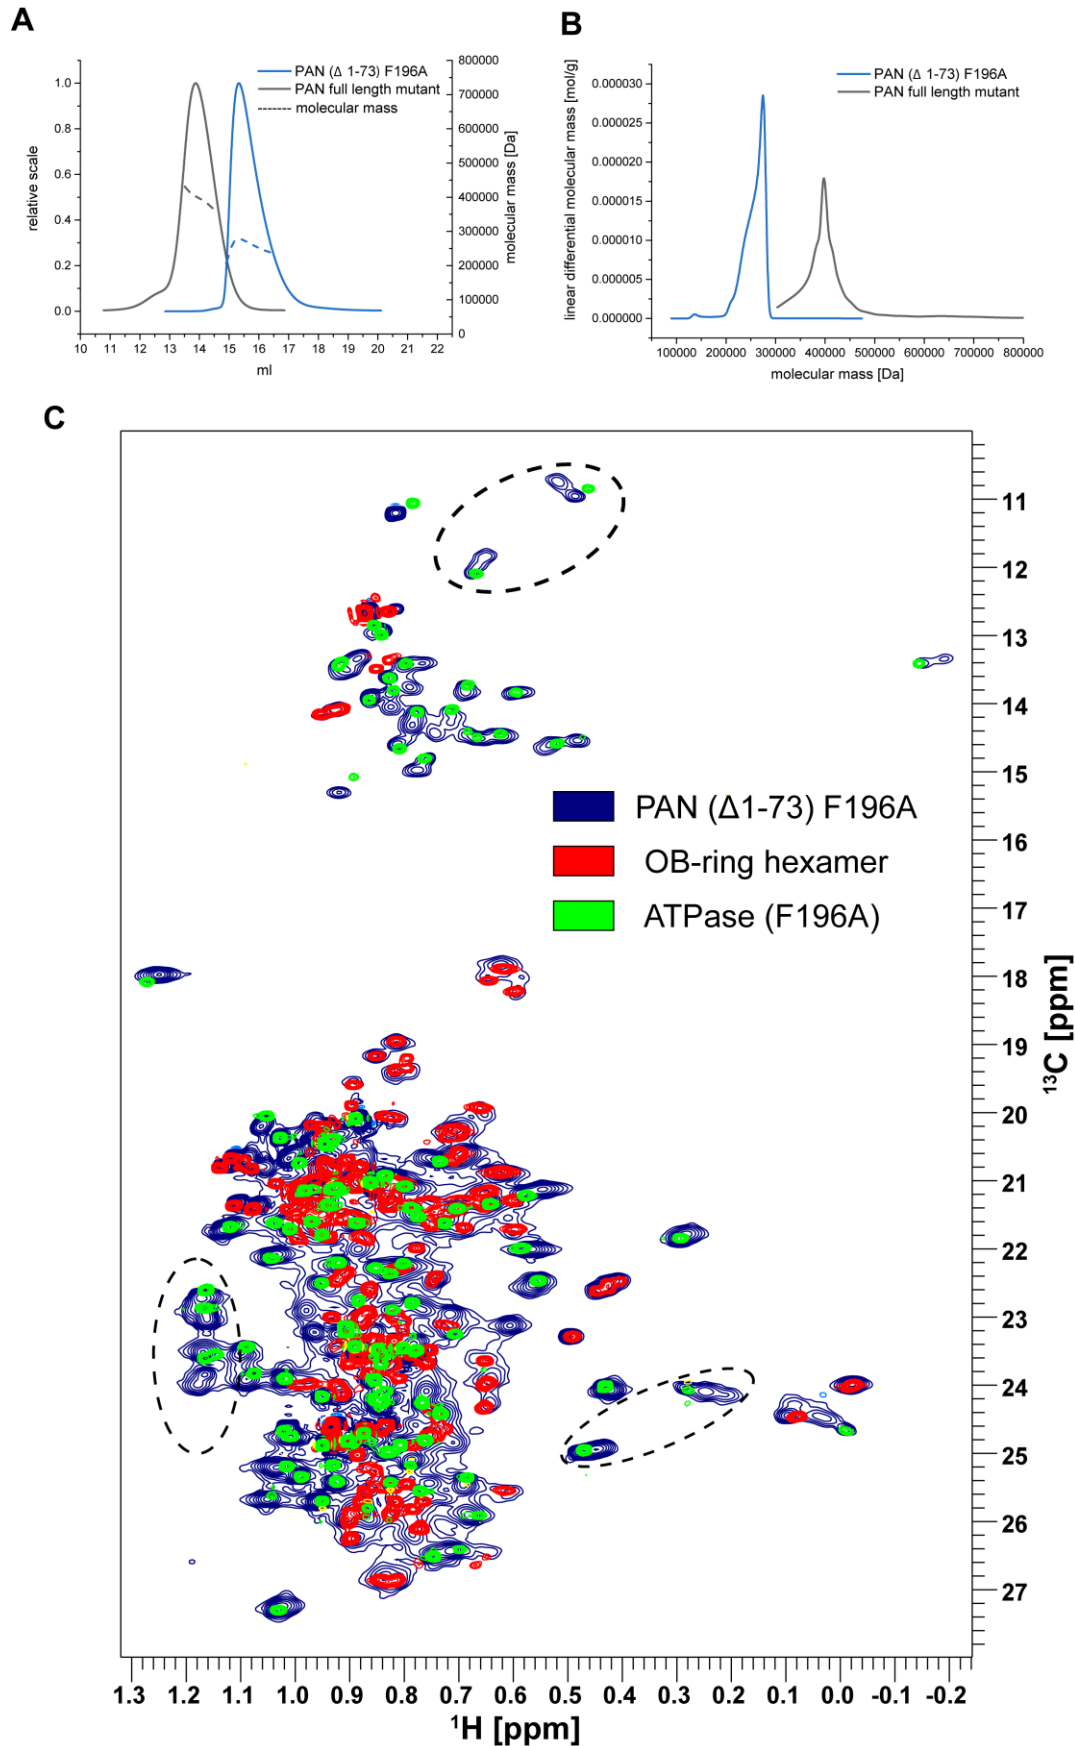 A
PAN (Δ 1-73) F196A
PAN full length mutant
molecular mass
relative scale
1.0
0.8
0.6
0.4
0.2
0.0
800000
700000
600000
500000
400000
300000
200000
100000
0
molecular mass [Da]
10 11 12 13 14 15 16 17 18 19 20 21 22
ml
B
PAN (Δ 1-73) F196A
PAN full length mutant
linear differential molecular mass [mol/g]
0.000030
0.000025
0.000020
0.000015
0.000010
0.000005
0.000000
100000 200000 300000 400000 500000 600000 700000 800000
molecular mass [Da]
C
PAN (Δ1-73) F196A
OB-ring hexamer
ATPase (F196A)
11
12
13
14
15
16
17
18
19
20
21
22
23
24
25
26
27
¹³C [ppm]
1.3 1.2 1.1 1.0 0.9 0.8 0.7 0.6 0.5 0.4 0.3 0.2 0.1 0.0 -0.1 -0.2
¹H [ppm]